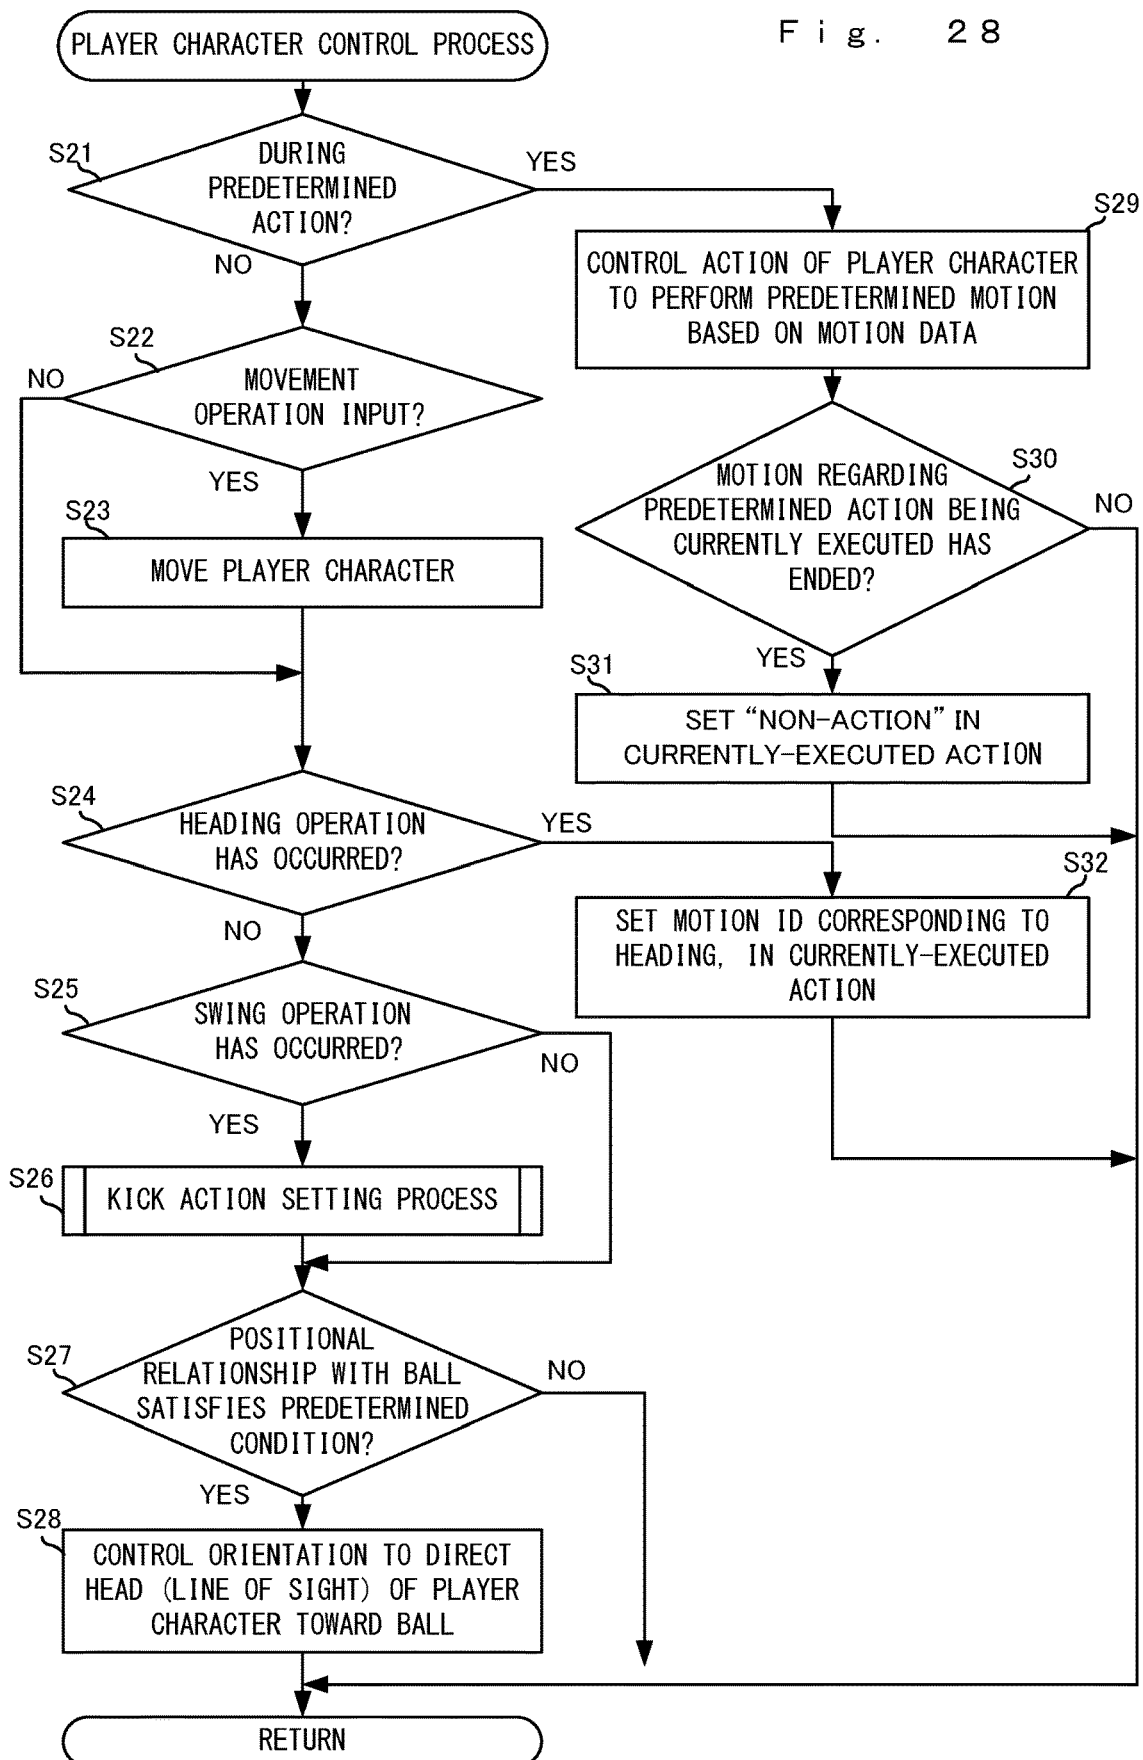 Fig. 28
PLAYER CHARACTER CONTROL PROCESS
S21
DURING
PREDETERMINED
ACTION?
YES
NO
S29
CONTROL ACTION OF PLAYER CHARACTER
TO PERFORM PREDETERMINED MOTION
BASED ON MOTION DATA
S22
NO
MOVEMENT
OPERATION INPUT?
YES
S30
MOTION REGARDING
PREDETERMINED ACTION BEING
CURRENTLY EXECUTED HAS
ENDED?
NO
YES
S23
MOVE PLAYER CHARACTER
S31
SET “NON-ACTION” IN
CURRENTLY-EXECUTED ACTION
S24
HEADING OPERATION
HAS OCCURRED?
YES
NO
S32
SET MOTION ID CORRESPONDING TO
HEADING, IN CURRENTLY-EXECUTED
ACTION
S25
SWING OPERATION
HAS OCCURRED?
NO
YES
S26
KICK ACTION SETTING PROCESS
S27
POSITIONAL
RELATIONSHIP WITH BALL
SATISFIES PREDETERMINED
CONDITION?
NO
YES
S28
CONTROL ORIENTATION TO DIRECT
HEAD (LINE OF SIGHT) OF PLAYER
CHARACTER TOWARD BALL
RETURN